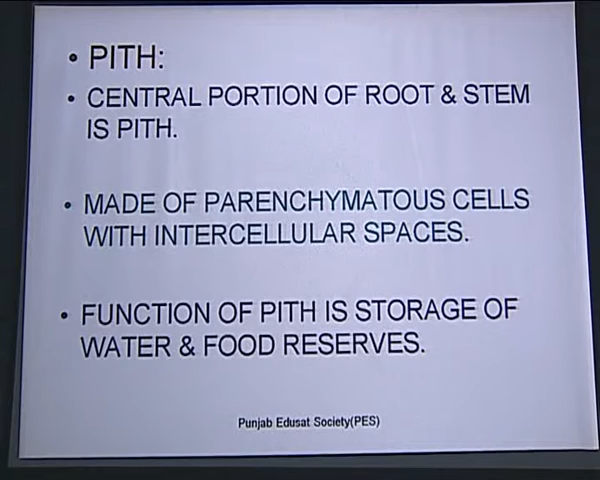 • PITH:
• CENTRAL PORTION OF ROOT & STEM
IS PITH.
• MADE OF PARENCHYMATOUS CELLS
WITH INTERCELLULAR SPACES.
• FUNCTION OF PITH IS STORAGE OF
WATER & FOOD RESERVES.
Punjab Edusat Society(PES)